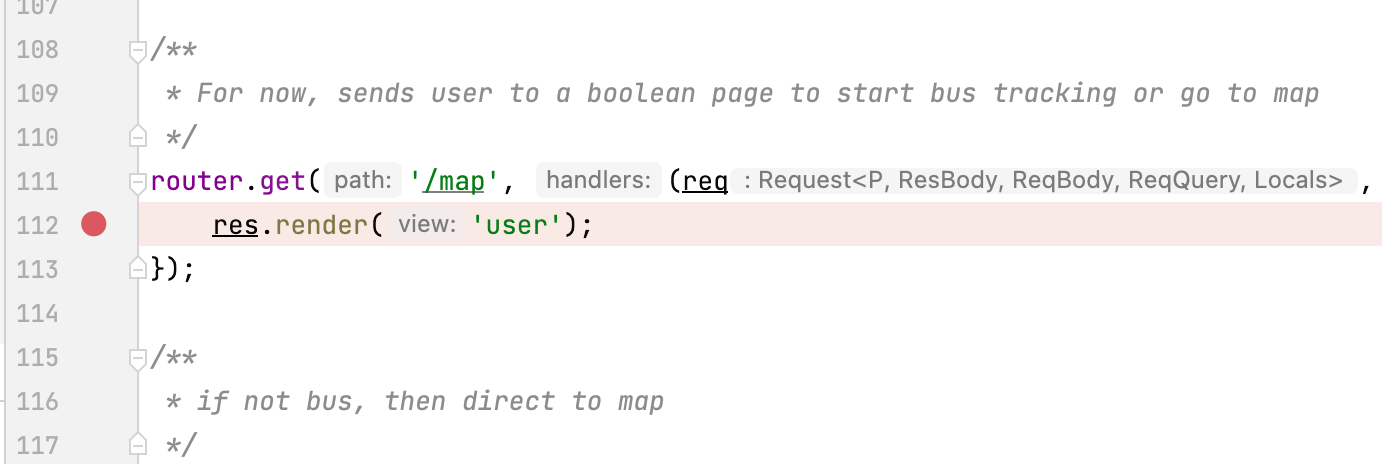 107
108 /**
109 * For now, sends user to a boolean page to start bus tracking or go to map
110 */
111 router.get( path: '/map', handlers: (req : Request<P, ResBody, ReqBody, ReqQuery, Locals> ,
112 res.render( view: 'user');
113 });
114
115 /**
116 * if not bus, then direct to map
117 */